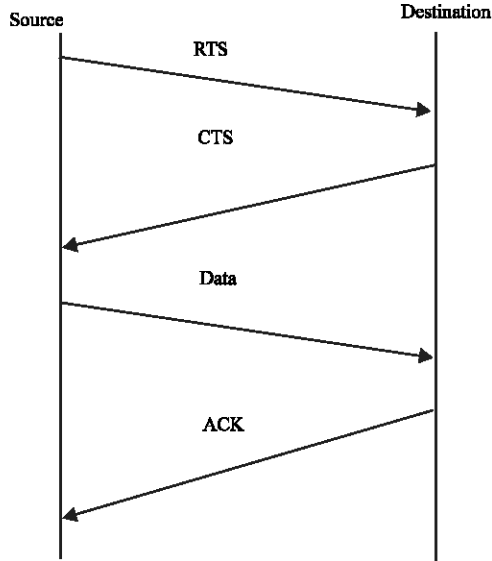 Source
Destination
RTS
CTS
Data
ACK